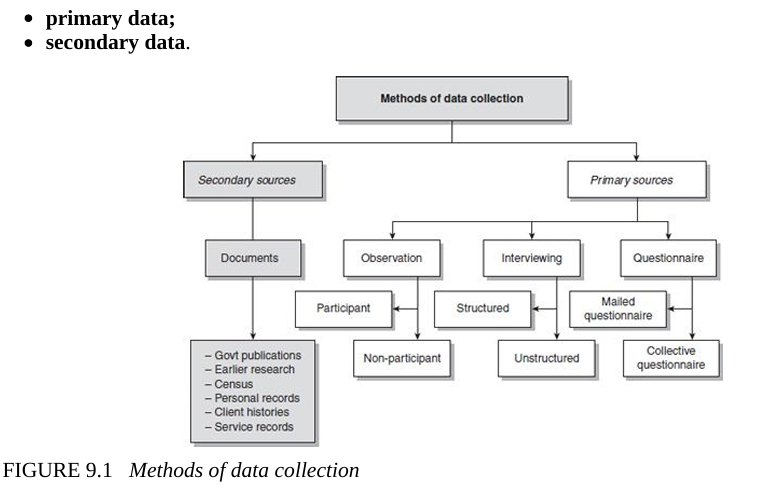 • primary data;
• secondary data.
Methods of data collection
Secondary sources
Primary sources
Documents
Observation
Interviewing
Questionnaire
Participant
Structured
Mailed
questionnaire
Non-participant
Unstructured
Collective
questionnaire
– Govt publications
– Earlier research
– Census
– Personal records
– Client histories
– Service records
FIGURE 9.1 Methods of data collection